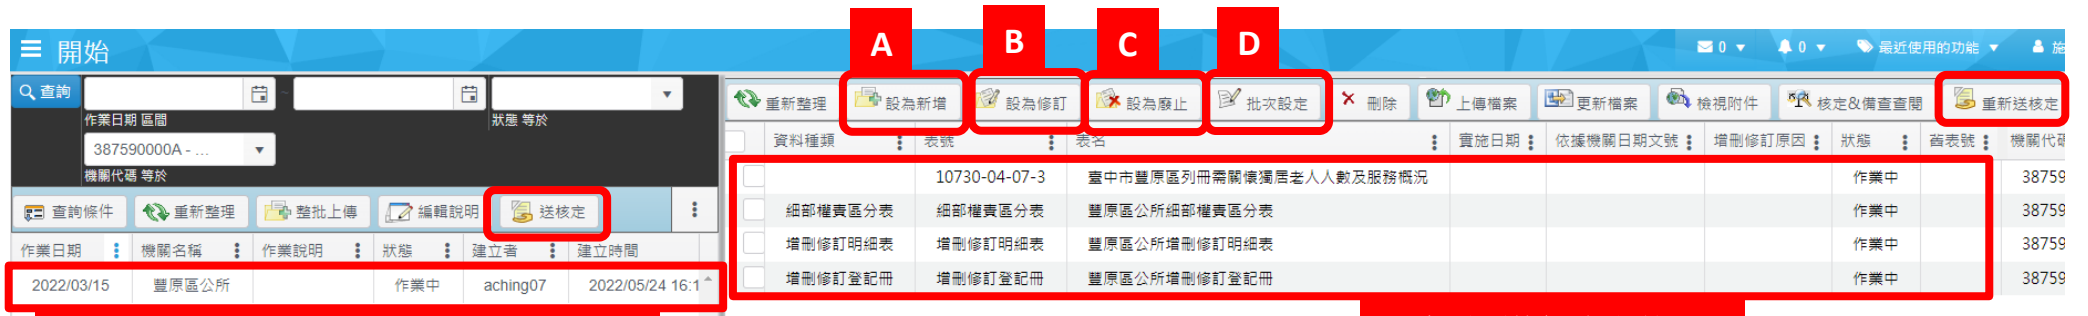 A B C D
開始 0 0 最近使用的功能 施
查詢 ~
作業日期 區間 狀態 等於
387590000A - ...
機關代碼 等於
查詢條件 重新整理 整批上傳 編輯說明 送核定
作業日期 機關名稱 作業說明 狀態 建立者 建立時間
2022/03/15 豐原區公所 作業中 aching07 2022/05/24 16:1
重新整理 設為新增 設為修訂 設為廢止 批次設定 刪除 上傳檔案 更新檔案 檢視附件 核定&備查查閱 重新送核定
資料種類 表號 表名 實施日期 依據機關日期文號 增刪修訂原因 狀態 舊表號 機關代碼
10730-04-07-3 臺中市豐原區列冊需關懷獨居老人人數及服務概況 作業中 38759
細部權責區分表 細部權責區分表 豐原區公所細部權責區分表 作業中 38759
增刪修訂明細表 增刪修訂明細表 豐原區公所增刪修訂明細表 作業中 38759
增刪修訂登記冊 增刪修訂登記冊 豐原區公所增刪修訂登記冊 作業中 38759